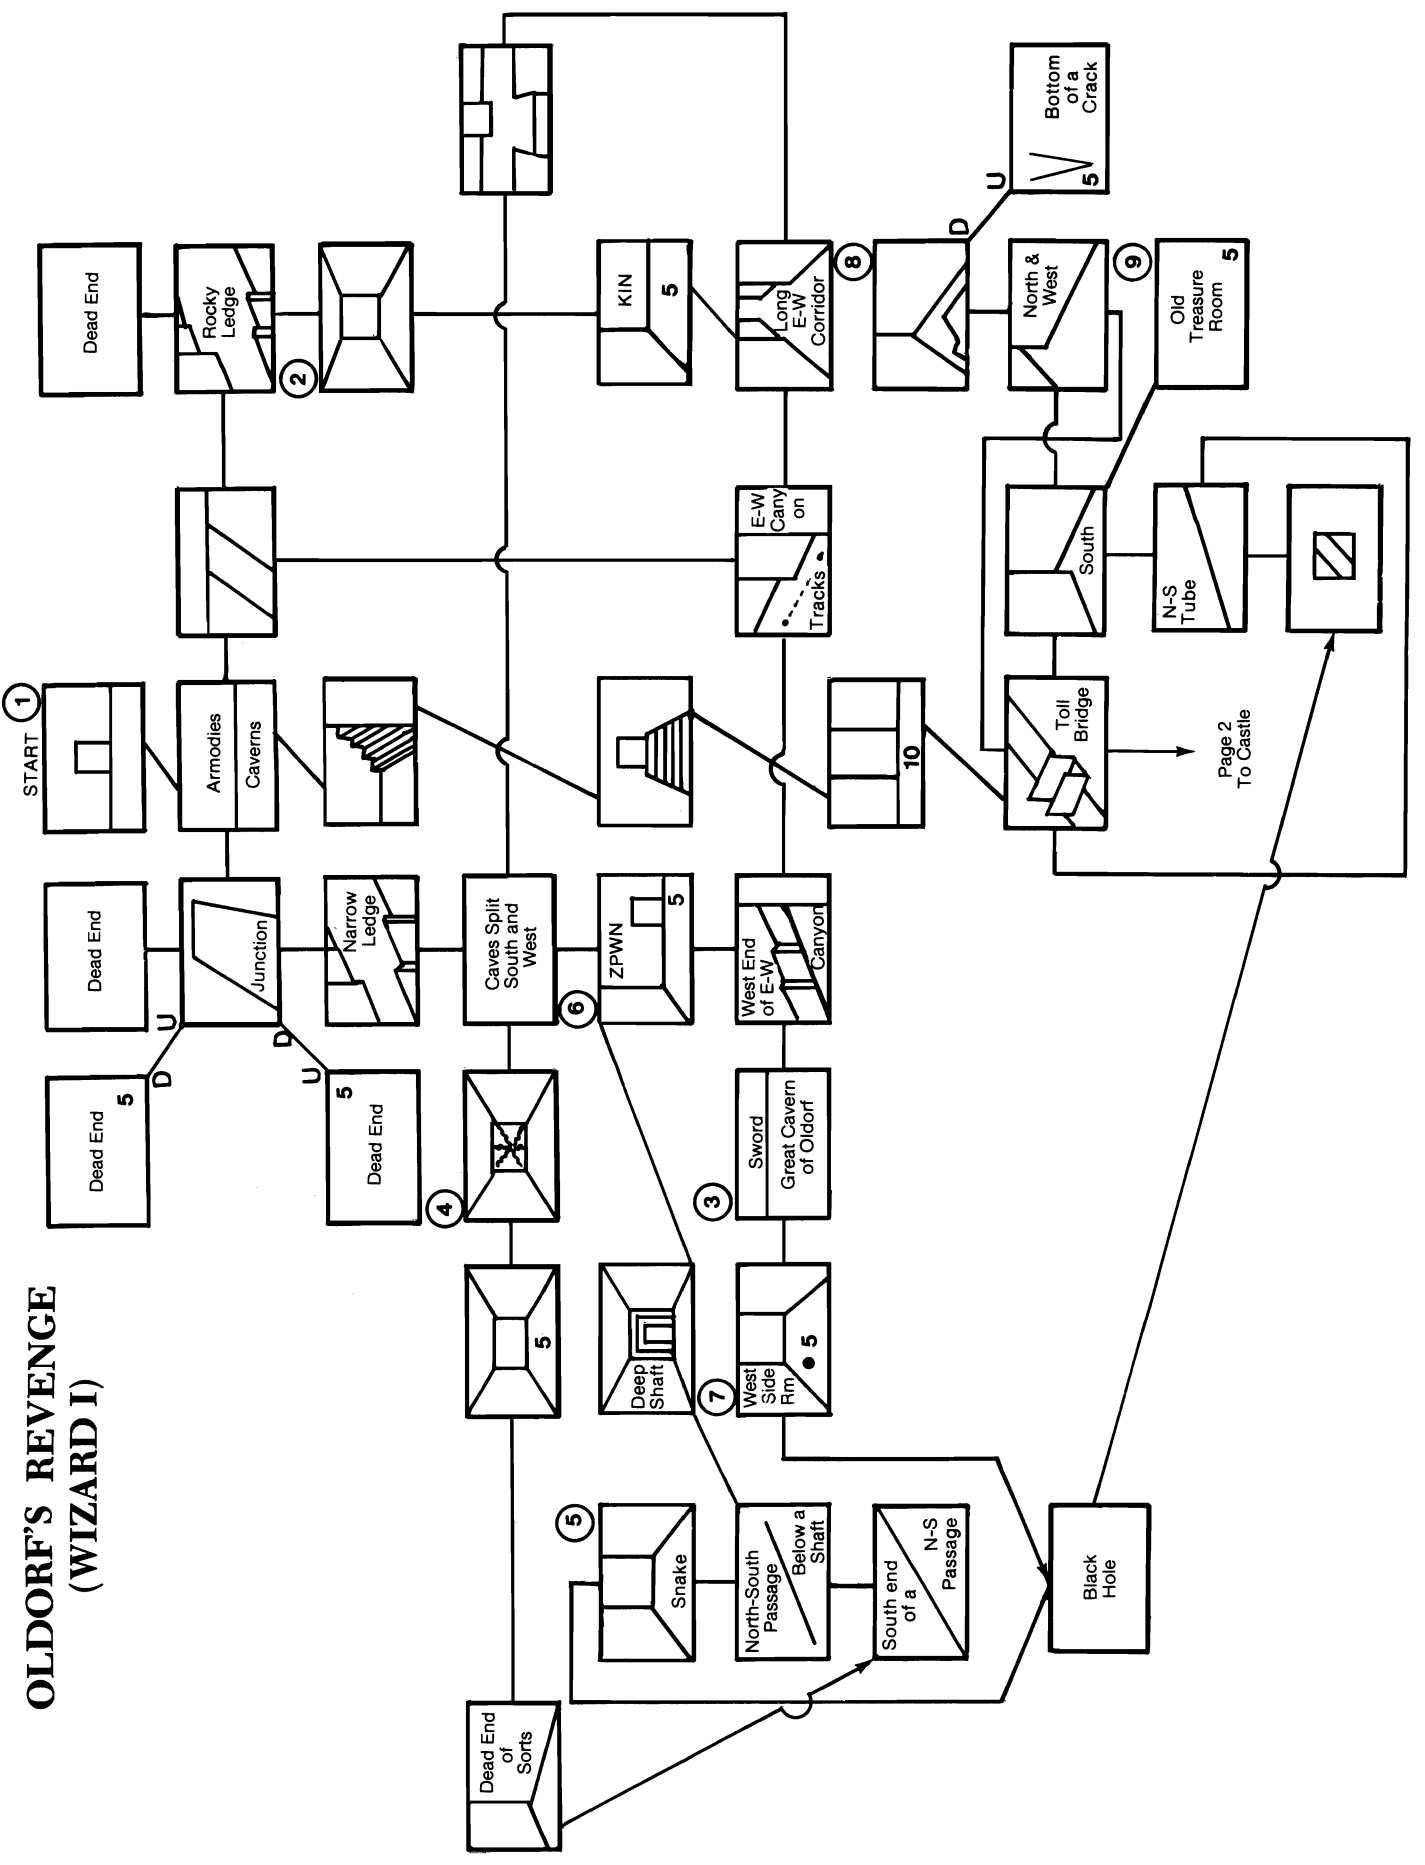 OLDORF'S REVENGE
(WIZARD I)
START
1
Dead End
5
D
U
Dead End
Armodies
Caverns
Junction
D
U
Dead End
5
Narrow
Ledge
Dead End
Rocky
Ledge
2
4
5
Dead End
of
Sorts
Caves Split
South and
West
6
ZPWN
5
KIN
5
Deep
Shaft
5
Snake
7
West
Side
Rm
5
3
Sword
Great Cavern
of Oldorf
West End
of E-W
Canyon
E-W
Cany
on
Tracks
Long
E-W
Corridor
North-South
Passage
Below a
Shaft
South end
of a
N-S
Passage
10
8
D
U
Bottom
of a
Crack
5
Black
Hole
Toll
Bridge
South
North &
West
9
Old
Treasure
Room
5
N-S
Tube
Page 2
To Castle